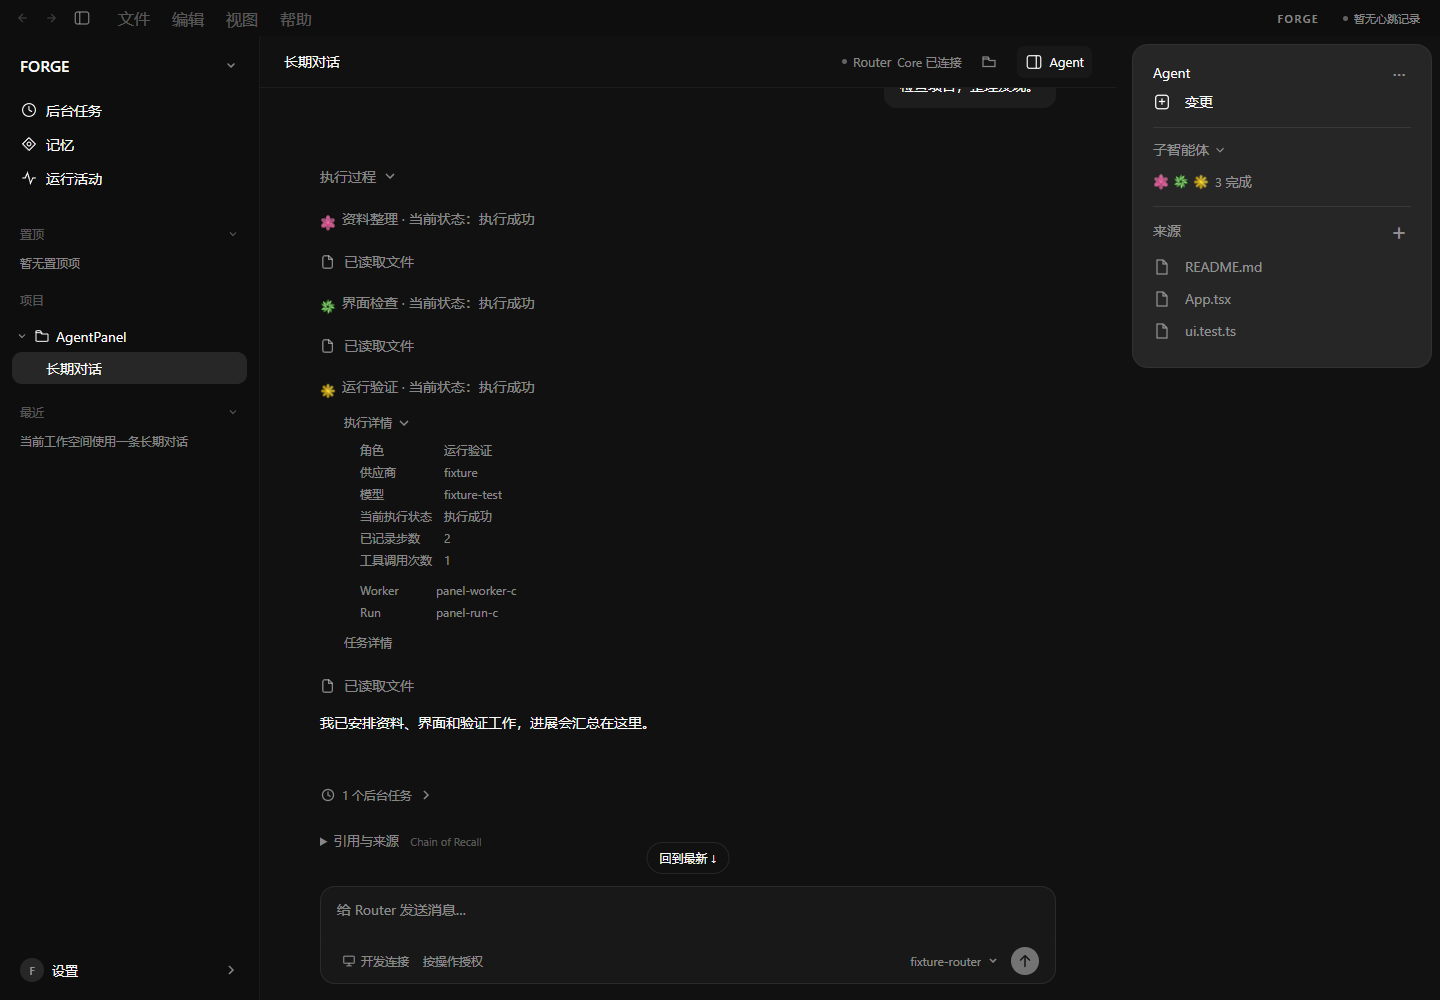 文件 编辑 视图 帮助
FORGE 暂无心跳记录
FORGE
后台任务
记忆
运行活动
置顶
暂无置顶项
项目
AgentPanel
长期对话
最近
当前工作空间使用一条长期对话
F 设置
长期对话
Router Core 已连接
Agent
检查项目，整理发现。
执行过程
资料整理 · 当前状态：执行成功
已读取文件
界面检查 · 当前状态：执行成功
已读取文件
运行验证 · 当前状态：执行成功
执行详情
角色 运行验证
供应商 fixture
模型 fixture-test
当前执行状态 执行成功
已记录步数 2
工具调用次数 1
Worker panel-worker-c
Run panel-run-c
任务详情
已读取文件
我已安排资料、界面和验证工作，进展会汇总在这里。
1 个后台任务
引用与来源 Chain of Recall
回到最新 ↓
给 Router 发送消息...
开发连接 按操作授权
fixture-router
Agent
变更
子智能体
3 完成
来源
README.md
App.tsx
ui.test.ts